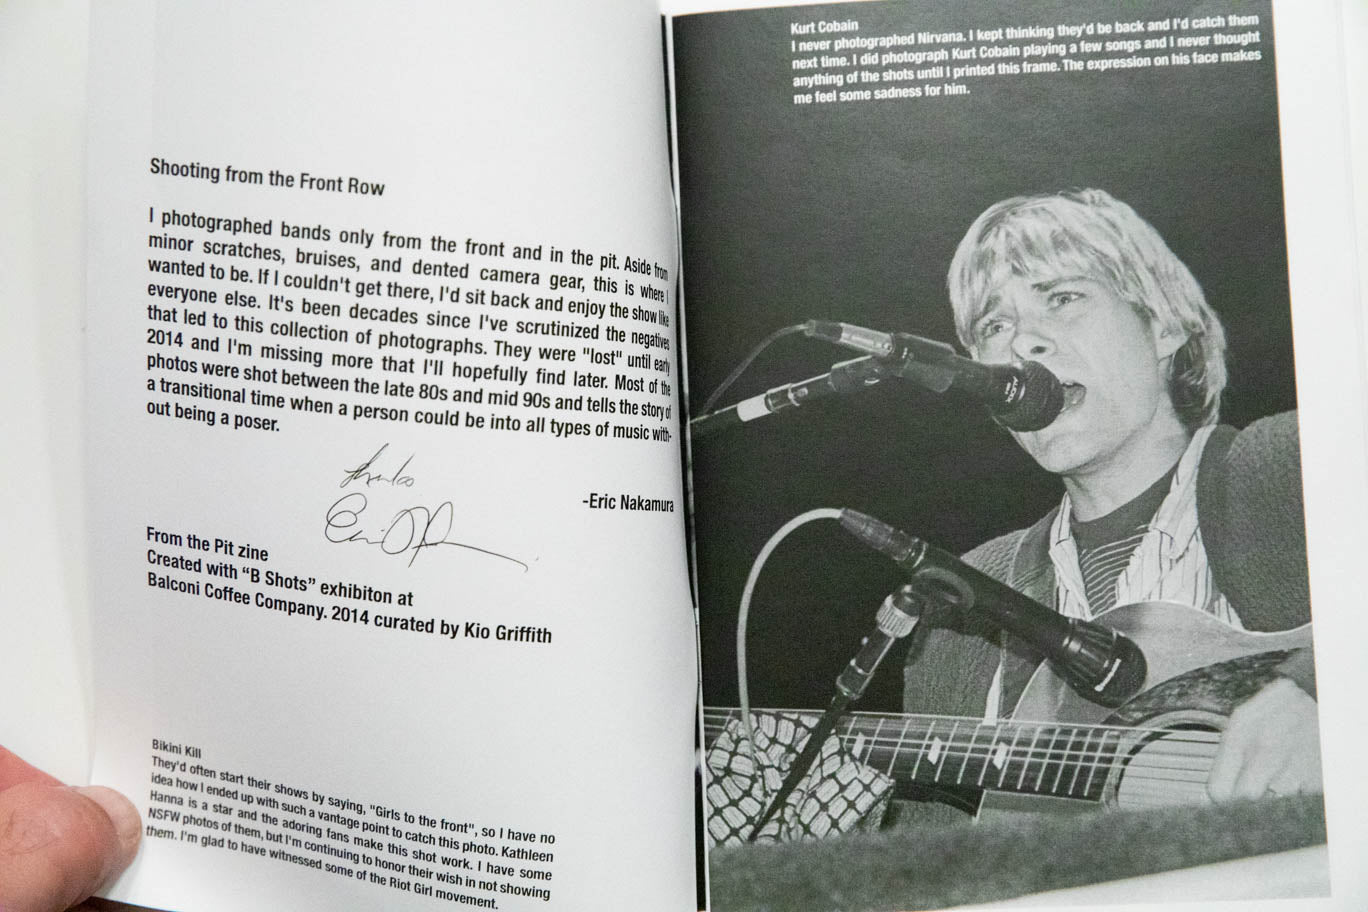 Shooting from the Front Row
I photographed bands only from the front and in the pit. Aside from
minor scratches, bruises, and dented camera gear, this is where I
wanted to be. If I couldn't get there, I'd sit back and enjoy the show like
everyone else. It's been decades since I've scrutinized the negatives
that led to this collection of photographs. They were "lost" until early
2014 and I'm missing more that I'll hopefully find later. Most of the
photos were shot between the late 80s and mid 90s and tells the story of
a transitional time when a person could be into all types of music with-
out being a poser.
-Eric Nakamura
From the Pit zine
Created with “B Shots” exhibiton at
Balconi Coffee Company. 2014 curated by Kio Griffith
Bikini Kill
They'd often start their shows by saying, "Girls to the front", so I have no
idea how I ended up with such a vantage point to catch this photo. Kathleen
Hanna is a star and the adoring fans make this shot work. I have some
NSFW photos of them, but I'm continuing to honor their wish in not showing
them. I'm glad to have witnessed some of the Riot Girl movement.
Kurt Cobain
I never photographed Nirvana. I kept thinking they'd be back and I'd catch them
next time. I did photograph Kurt Cobain playing a few songs and I never thought
anything of the shots until I printed this frame. The expression on his face makes
me feel some sadness for him.